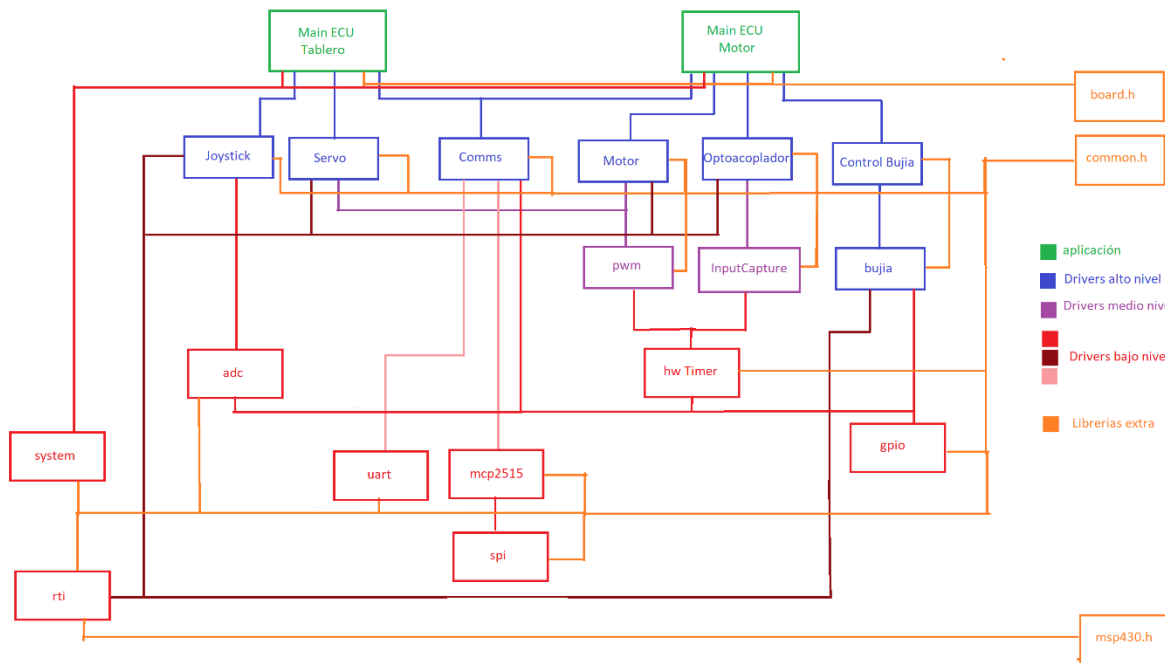 Main ECU
Tablero
Main ECU
Motor
board.h
common.h
Joystick
Servo
Comms
Motor
Optoacoplador
Control Bujia
pwm
InputCapture
bujia
aplicación
Drivers alto nivel
Drivers medio nive
Drivers bajo nivel
Librerias extra
adc
hw Timer
system
uart
mcp2515
gpio
spi
rti
msp430.h